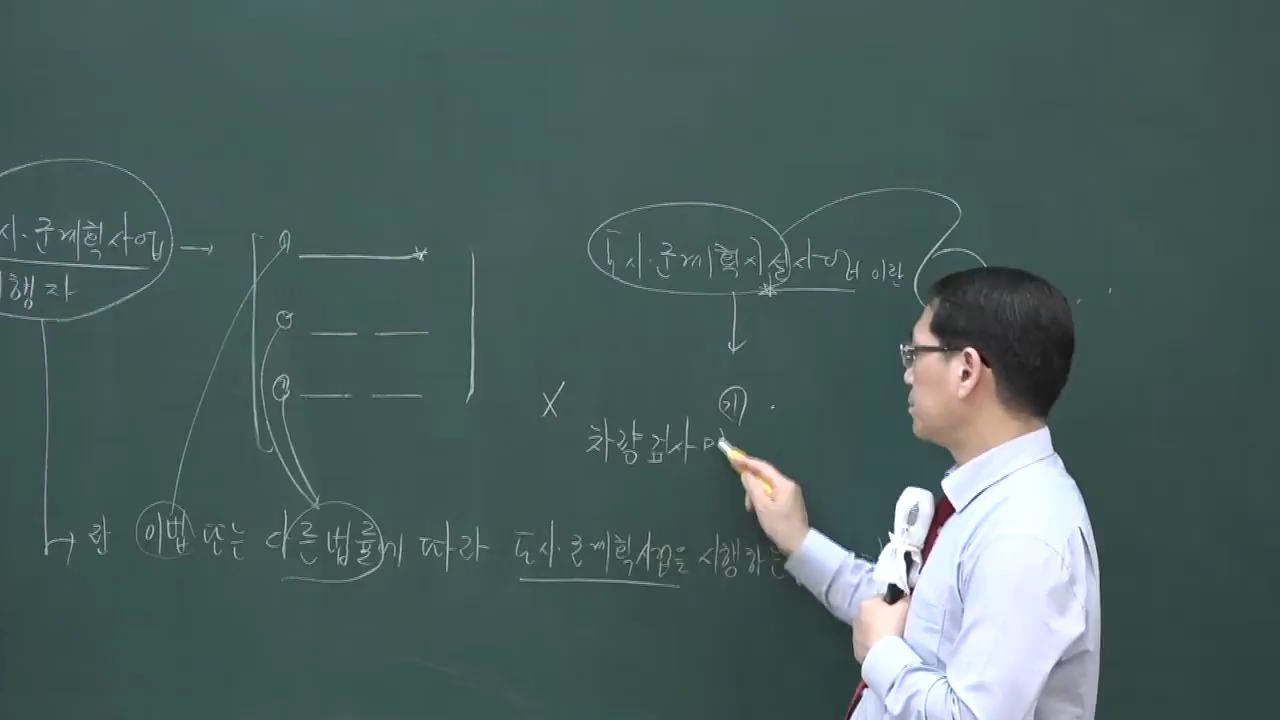 시·군계획사업
행자
도시·군계획시설사업 이란
X
기
차량검사 며
란 이법 또는 다른법률에 따라 도시·군계획사업을 시행하는